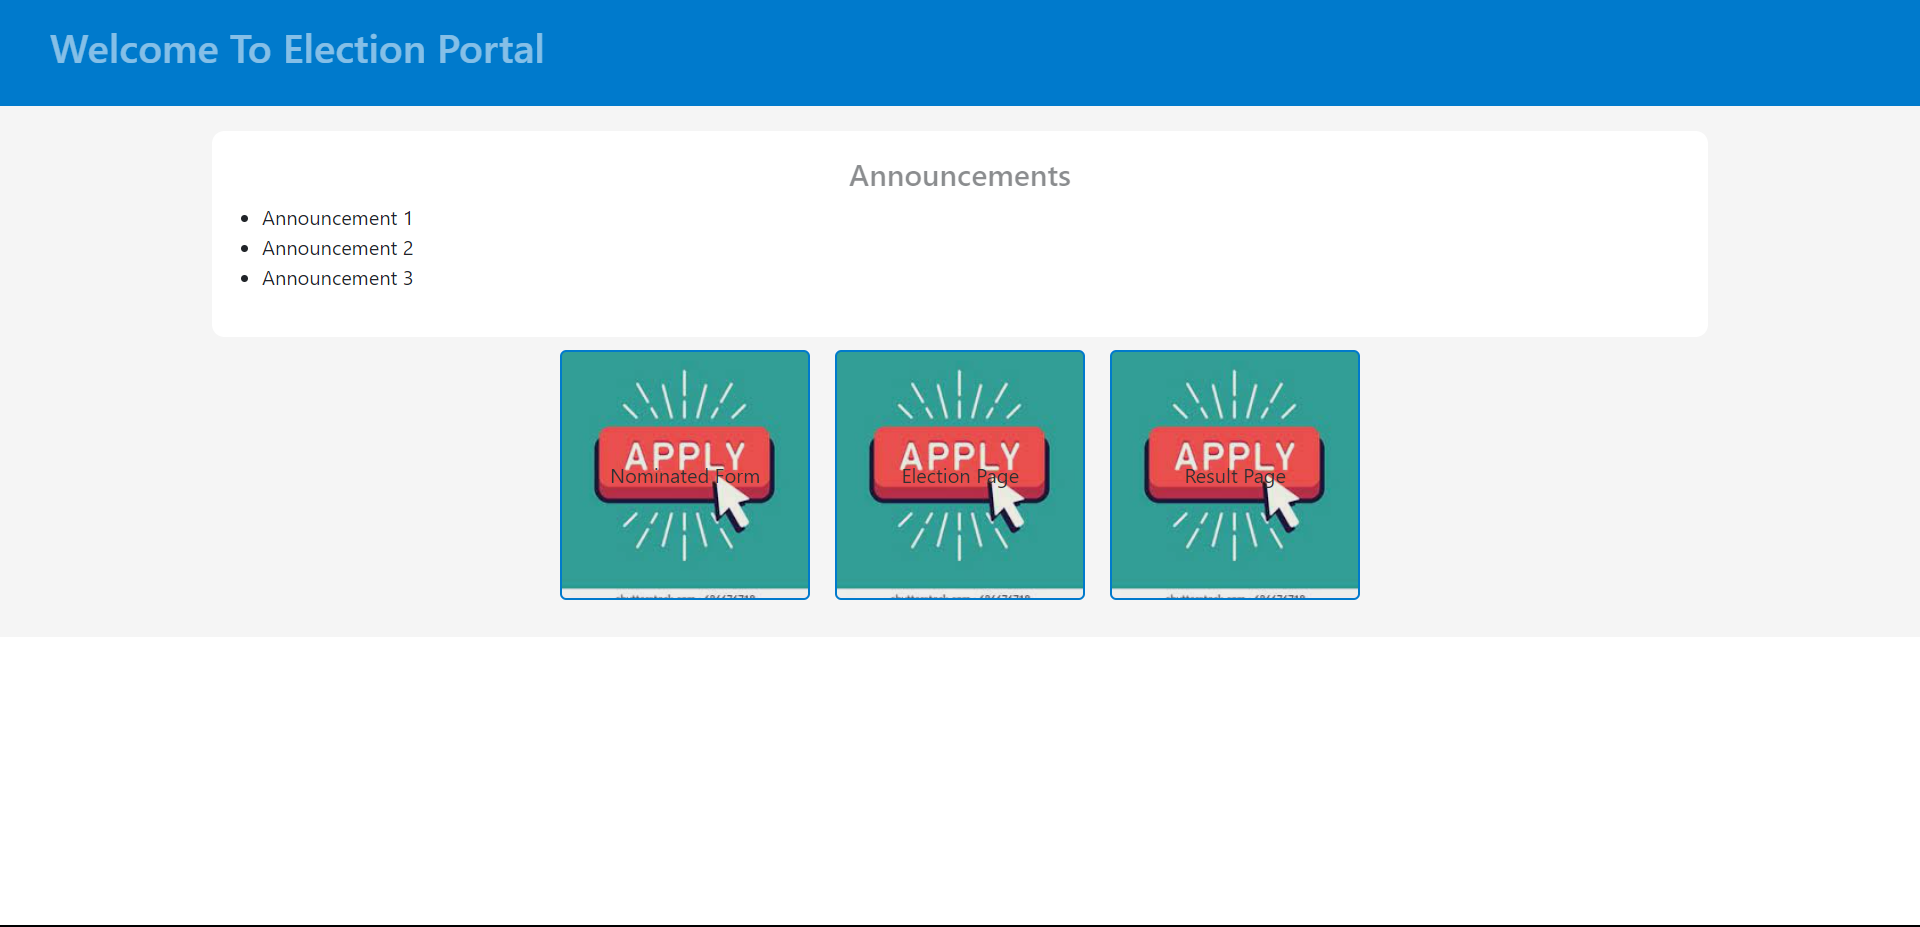 Welcome To Election Portal
Announcements
Announcement 1
Announcement 2
Announcement 3
APPLY
Nominated Form
APPLY
Election Page
APPLY
Result Page